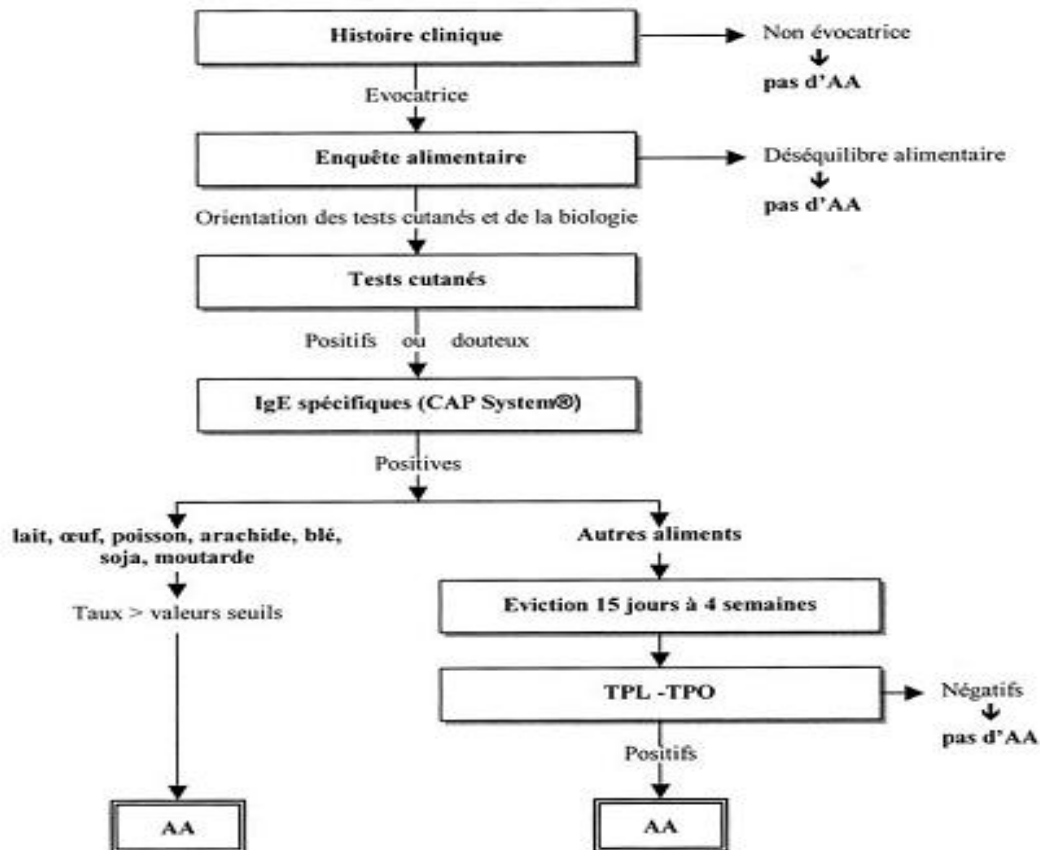 Histoire clinique
Non évocatrice
pas d'AA
Evocatrice
Enquête alimentaire
Déséquilibre alimentaire
pas d'AA
Orientation des tests cutanés et de la biologie
Tests cutanés
Positifs ou douteux
IgE spécifiques (CAP System®)
Positives
lait, œuf, poisson, arachide, blé,
soja, moutarde
Taux > valeurs seuils
AA
Autres aliments
Eviction 15 jours à 4 semaines
TPL -TPO
Négatifs
pas d'AA
Positifs
AA